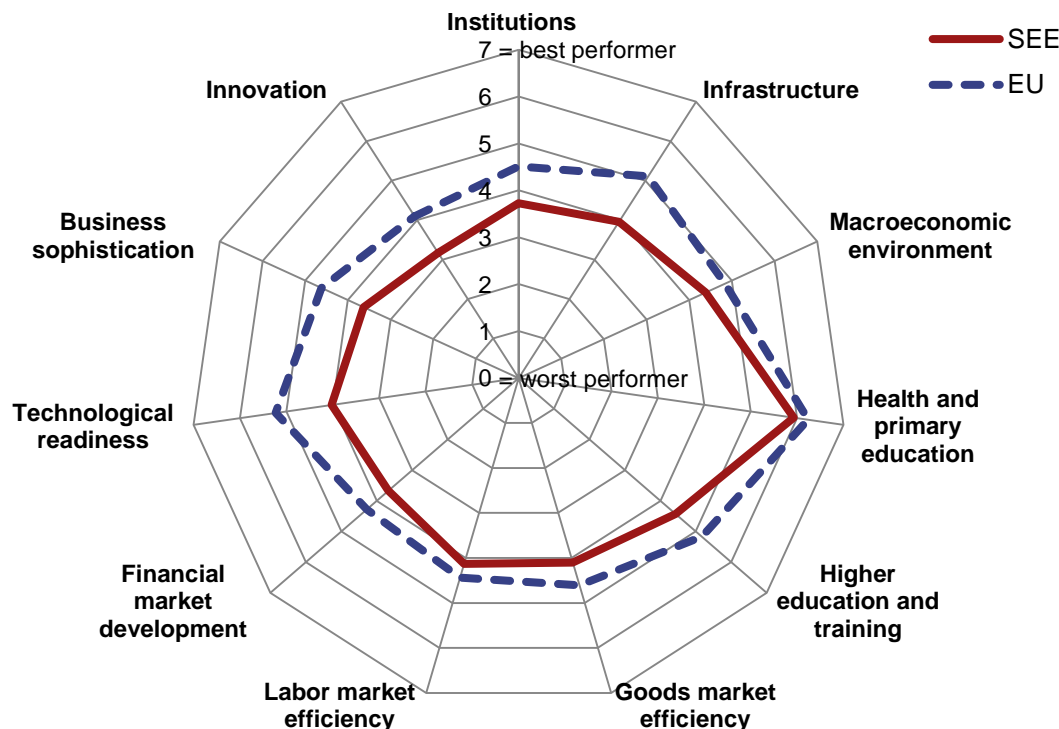 Institutions
7 = best performer
SEE
EU
Innovation
Infrastructure
6
5
4
3
2
1
0 = worst performer
Business
sophistication
Macroeconomic
environment
Technological
readiness
Health and
primary
education
Financial
market
development
Higher
education and
training
Labor market
efficiency
Goods market
efficiency